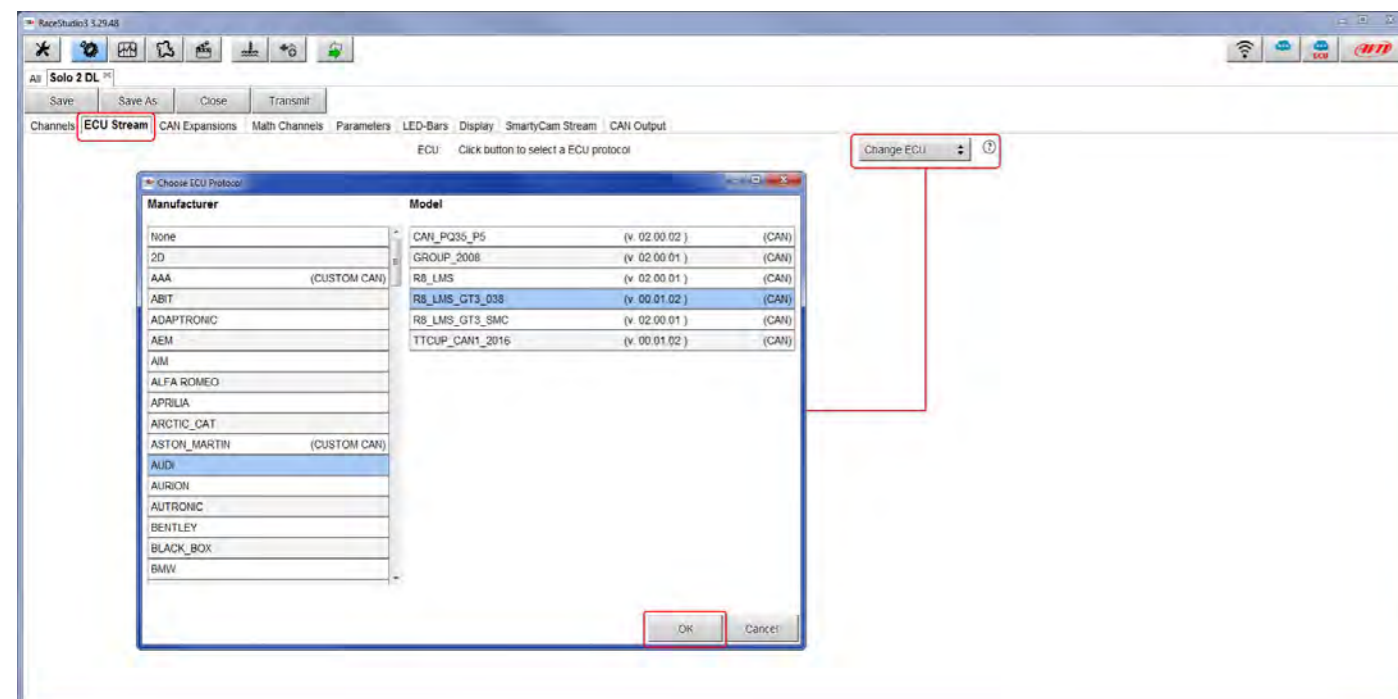 RaceStudio3 3.29.48
ECU
All Solo 2 DL
Save Save As Close Transmit
Channels ECU Stream CAN Expansions Math Channels Parameters LED-Bars Display SmartyCam Stream CAN Output
ECU Click button to select a ECU protocol Change ECU ?
Choose ECU Protocol
Manufacturer Model
None CAN_PQ35_P5 (v. 02.00.02 ) (CAN)
2D GROUP_2008 (v. 02.00.01 ) (CAN)
AAA (CUSTOM CAN) R8_LMS (v. 02.00.01 ) (CAN)
ABIT R8_LMS_GT3_038 (v. 00.01.02 ) (CAN)
ADAPTRONIC R8_LMS_GT3_SMC (v. 02.00.01 ) (CAN)
AEM TTCUP_CAN1_2016 (v. 00.01.02 ) (CAN)
AIM
ALFA ROMEO
APRILIA
ARCTIC_CAT
ASTON_MARTIN (CUSTOM CAN)
AUDI
AURION
AUTRONIC
BENTLEY
BLACK_BOX
BMW
OK Cancel